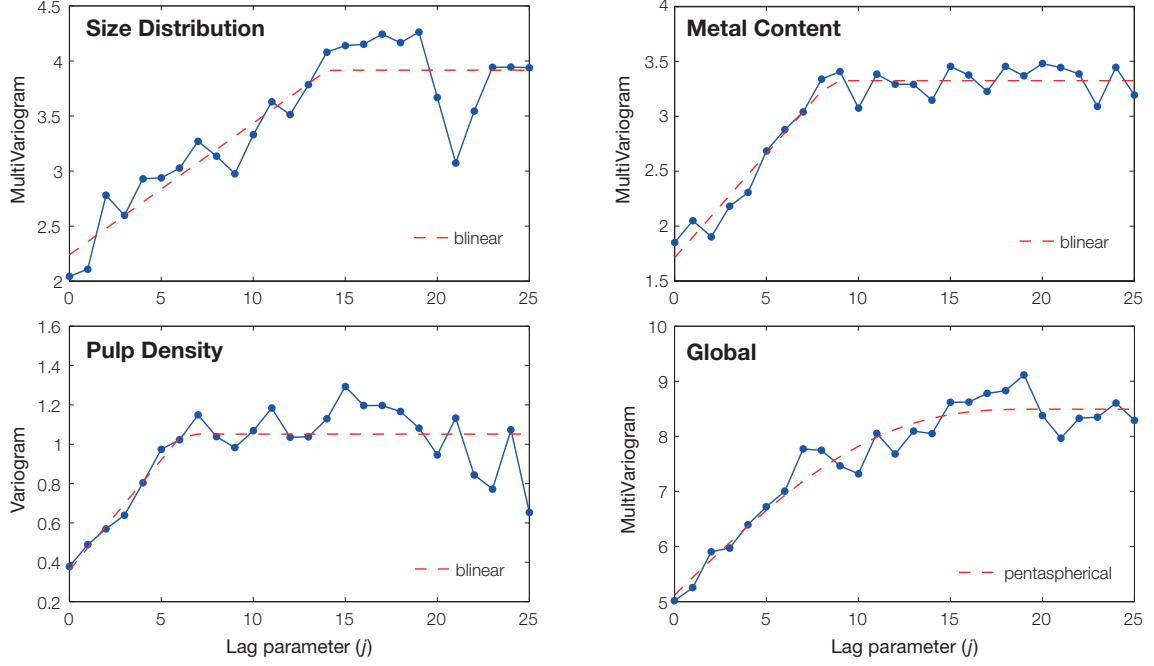 Size Distribution
MultiVariogram
4.5
4
3.5
3
2.5
2
0 5 10 15 20 25
blinear
Metal Content
MultiVariogram
4
3.5
3
2.5
2
1.5
0 5 10 15 20 25
blinear
Pulp Density
Variogram
1.6
1.4
1.2
1
0.8
0.6
0.4
0.2
0 5 10 15 20 25
blinear
Lag parameter (j)
Global
MultiVariogram
10
9
8
7
6
5
0 5 10 15 20 25
pentaspherical
Lag parameter (j)